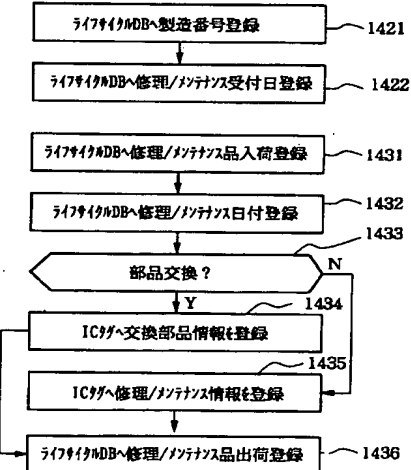 ﾗｲﾌｻｲｸﾙDBへ製造番号登録
1421
ﾗｲﾌｻｲｸﾙDBへ修理/ﾒﾝﾃﾅﾝｽ受付日登録
1422
ﾗｲﾌｻｲｸﾙDBへ修理/ﾒﾝﾃﾅﾝｽ品入荷登録
1431
ﾗｲﾌｻｲｸﾙDBへ修理/ﾒﾝﾃﾅﾝｽ日付登録
1432
1433
部品交換?
N
Y
1434
ICﾀｸﾞへ交換部品情報を登録
1435
ICﾀｸﾞへ修理/ﾒﾝﾃﾅﾝｽ情報を登録
ﾗｲﾌｻｲｸﾙDBへ修理/ﾒﾝﾃﾅﾝｽ品出荷登録
1436